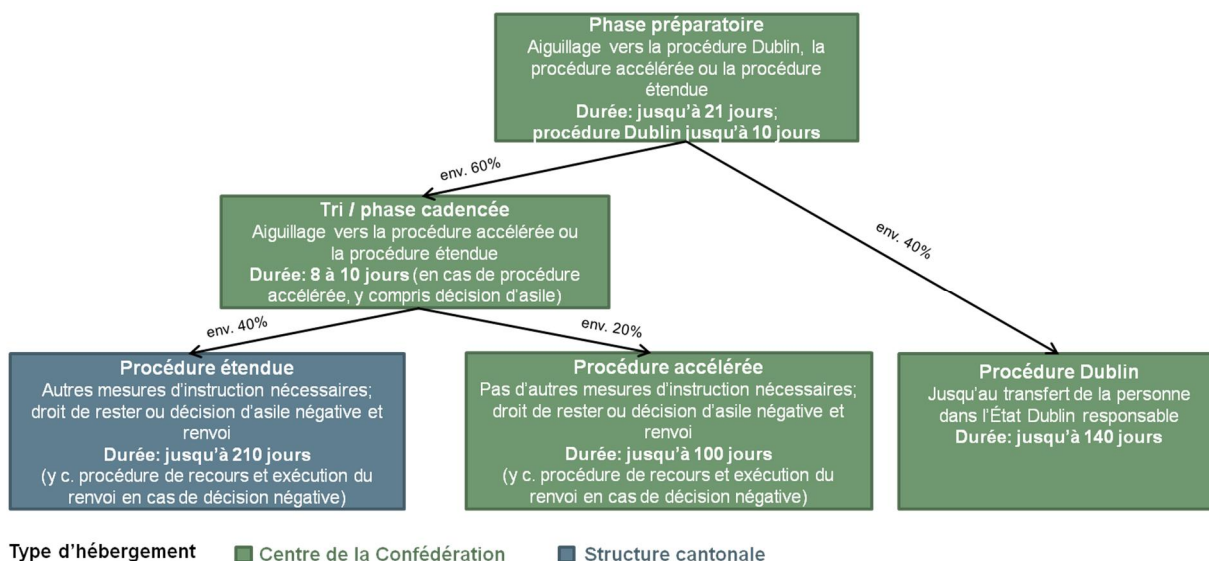 Phase préparatoire
Aiguillage vers la procédure Dublin, la
procédure accélérée ou la procédure
étendue
Durée: jusqu'à 21 jours;
procédure Dublin jusqu'à 10 jours
env. 60%
env. 40%
Tri / phase cadencée
Aiguillage vers la procédure accélérée ou
la procédure étendue
Durée: 8 à 10 jours (en cas de procédure
accélérée, y compris décision d'asile)
env. 40%
env. 20%
Procédure étendue
Autres mesures d'instruction nécessaires;
droit de rester ou décision d'asile négative et
renvoi
Durée: jusqu'à 210 jours
(y c. procédure de recours et exécution du
renvoi en cas de décision négative)
Procédure accélérée
Pas d'autres mesures d'instruction nécessaires;
droit de rester ou décision d'asile négative et
renvoi
Durée: jusqu'à 100 jours
(y c. procédure de recours et exécution du
renvoi en cas de décision négative)
Procédure Dublin
Jusqu'au transfert de la personne
dans l'État Dublin responsable
Durée: jusqu'à 140 jours
Type d'hébergement
Centre de la Confédération
Structure cantonale